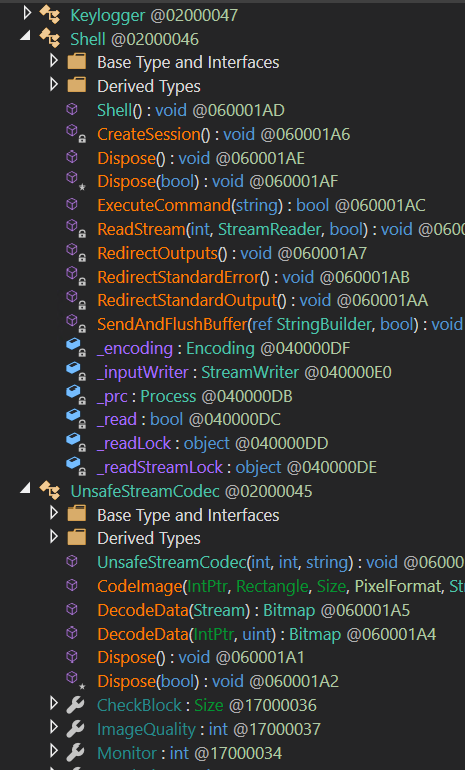 Keylogger @02000047
Shell @02000046
Base Type and Interfaces
Derived Types
Shell() : void @060001AD
CreateSession() : void @060001A6
Dispose() : void @060001AE
Dispose(bool) : void @060001AF
ExecuteCommand(string) : bool @060001AC
ReadStream(int, StreamReader, bool) : void @060
RedirectOutputs() : void @060001A7
RedirectStandardError() : void @060001AB
RedirectStandardOutput() : void @060001AA
SendAndFlushBuffer(ref StringBuilder, bool) : void
_encoding : Encoding @040000DF
_inputWriter : StreamWriter @040000E0
_prc : Process @040000DB
_read : bool @040000DC
_readLock : object @040000DD
_readStreamLock : object @040000DE
UnsafeStreamCodec @02000045
Base Type and Interfaces
Derived Types
UnsafeStreamCodec(int, int, string) : void @0600
CodeImage(IntPtr, Rectangle, Size, PixelFormat, St
DecodeData(Stream) : Bitmap @060001A5
DecodeData(IntPtr, uint) : Bitmap @060001A4
Dispose() : void @060001A1
Dispose(bool) : void @060001A2
CheckBlock : Size @17000036
ImageQuality : int @17000037
Monitor : int @17000034